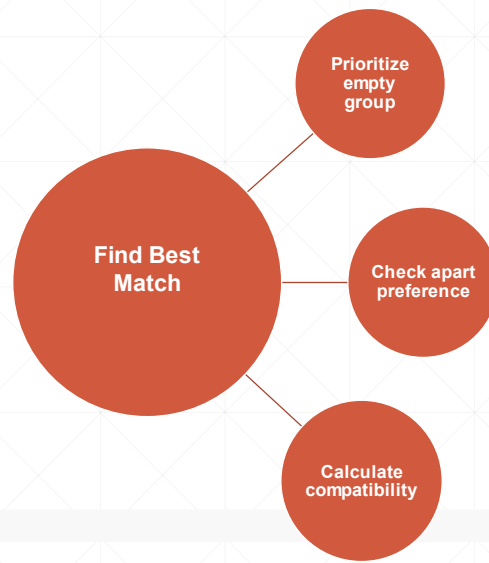 Prioritize
empty
group
Find Best
Match
Check apart
preference
Calculate
compatibility